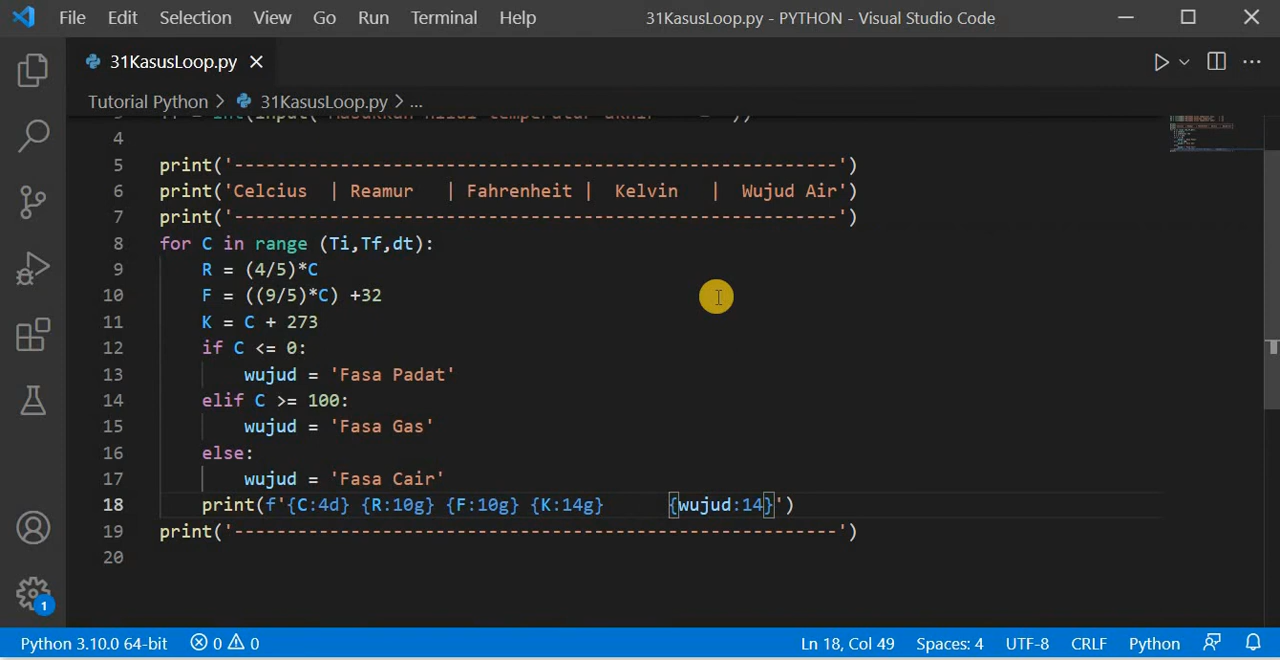 File Edit Selection View Go Run Terminal Help 31KasusLoop.py - PYTHON - Visual Studio Code
31KasusLoop.py
Tutorial Python > 31KasusLoop.py > ...
4
5 print('---------------------------------------------------------')
6 print('Celcius  | Reamur   | Fahrenheit |  Kelvin   |  Wujud Air')
7 print('---------------------------------------------------------')
8 for C in range (Ti,Tf,dt):
9     R = (4/5)*C
10     F = ((9/5)*C) +32
11     K = C + 273
12     if C <= 0:
13         wujud = 'Fasa Padat'
14     elif C >= 100:
15         wujud = 'Fasa Gas'
16     else:
17         wujud = 'Fasa Cair'
18     print(f'{C:4d} {R:10g} {F:10g} {K:14g}      {wujud:14}')
19 print('---------------------------------------------------------')
20
1
Python 3.10.0 64-bit 0 0 Ln 18, Col 49 Spaces: 4 UTF-8 CRLF Python